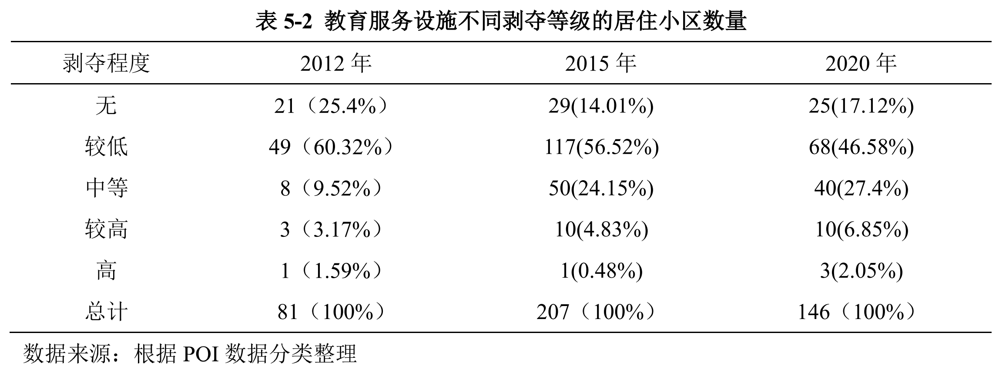 表 5-2 教育服务设施不同剥夺等级的居住小区数量
剥夺程度 2012 年 2015 年 2020 年
无 21（25.4%） 29(14.01%) 25(17.12%)
较低 49（60.32%） 117(56.52%) 68(46.58%)
中等 8（9.52%） 50(24.15%) 40(27.4%)
较高 3（3.17%） 10(4.83%) 10(6.85%)
高 1（1.59%） 1(0.48%) 3(2.05%)
总计 81（100%） 207（100%） 146（100%）
数据来源：根据 POI 数据分类整理